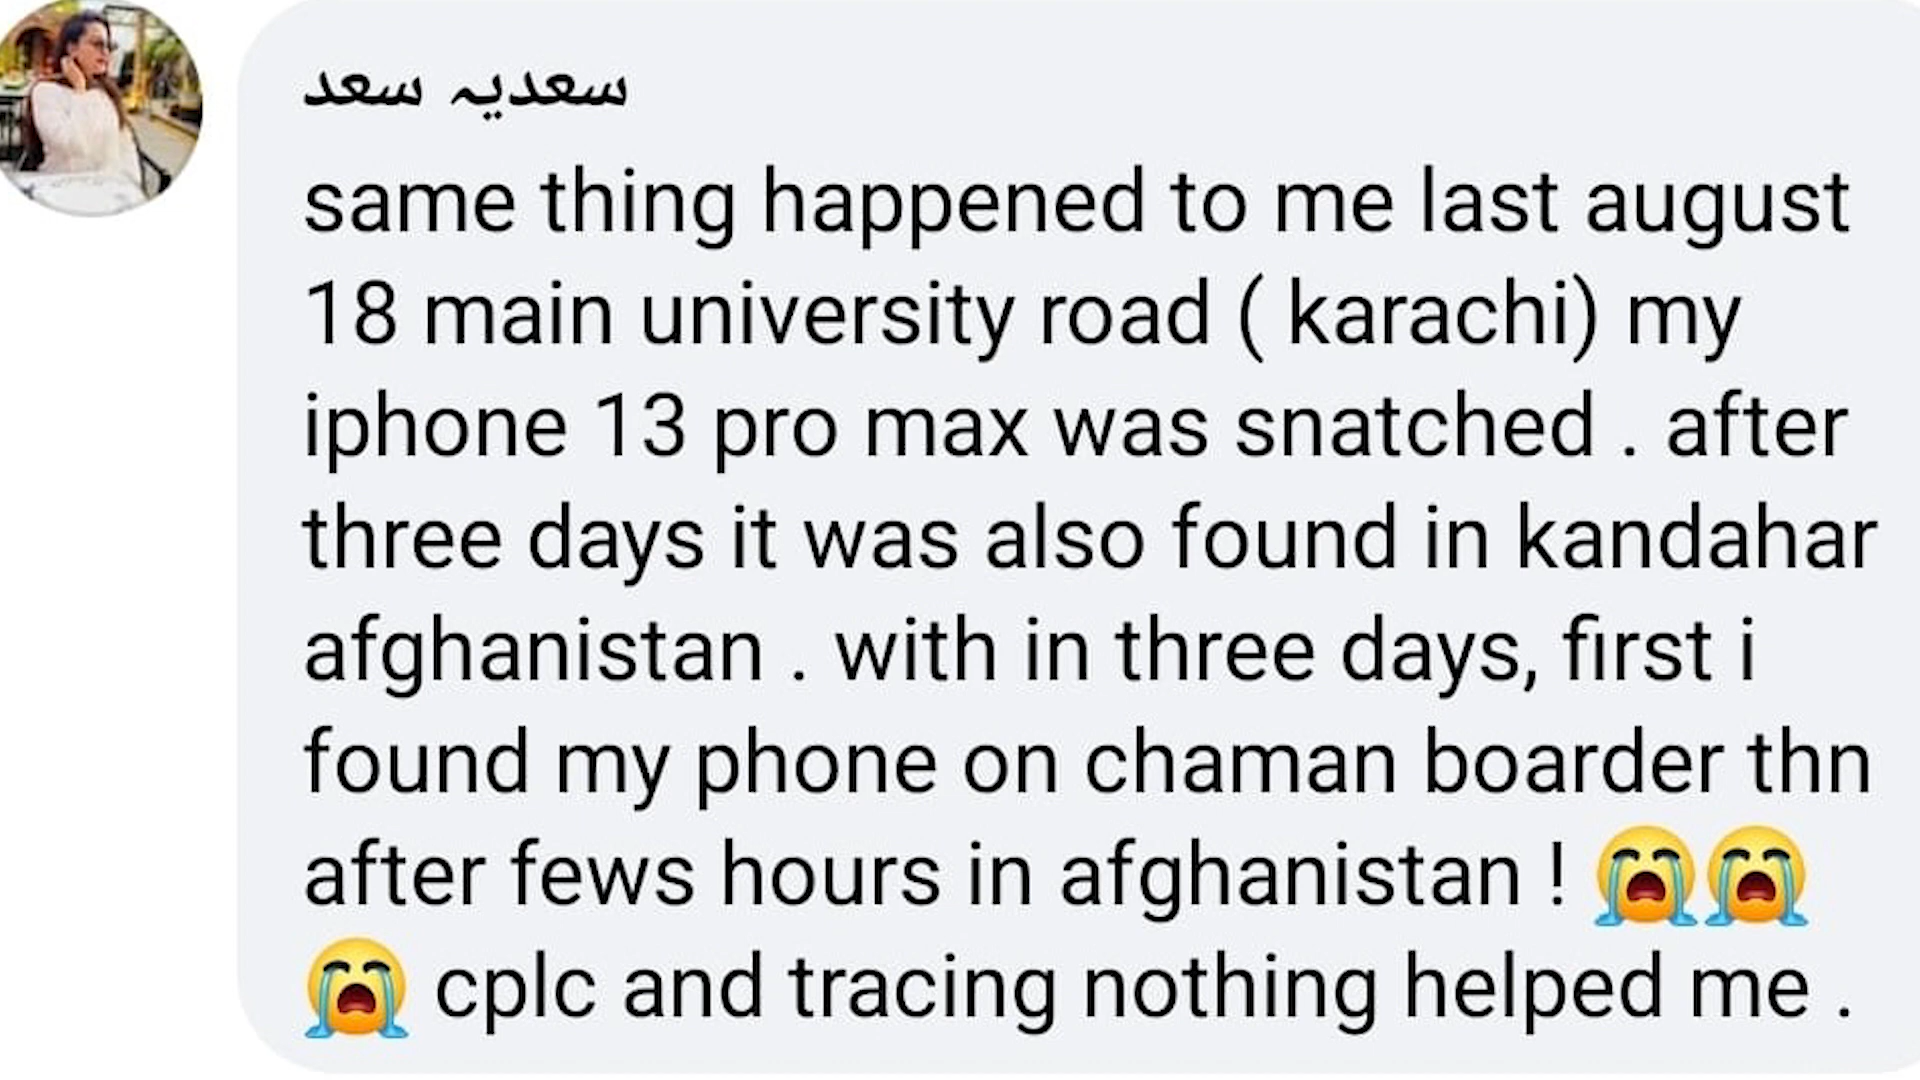 سعدیہ سعد
same thing happened to me last august
18 main university road ( karachi) my
iphone 13 pro max was snatched . after
three days it was also found in kandahar
afghanistan . with in three days, first i
found my phone on chaman boarder thn
after fews hours in afghanistan ! 😭😭
😭 cplc and tracing nothing helped me .